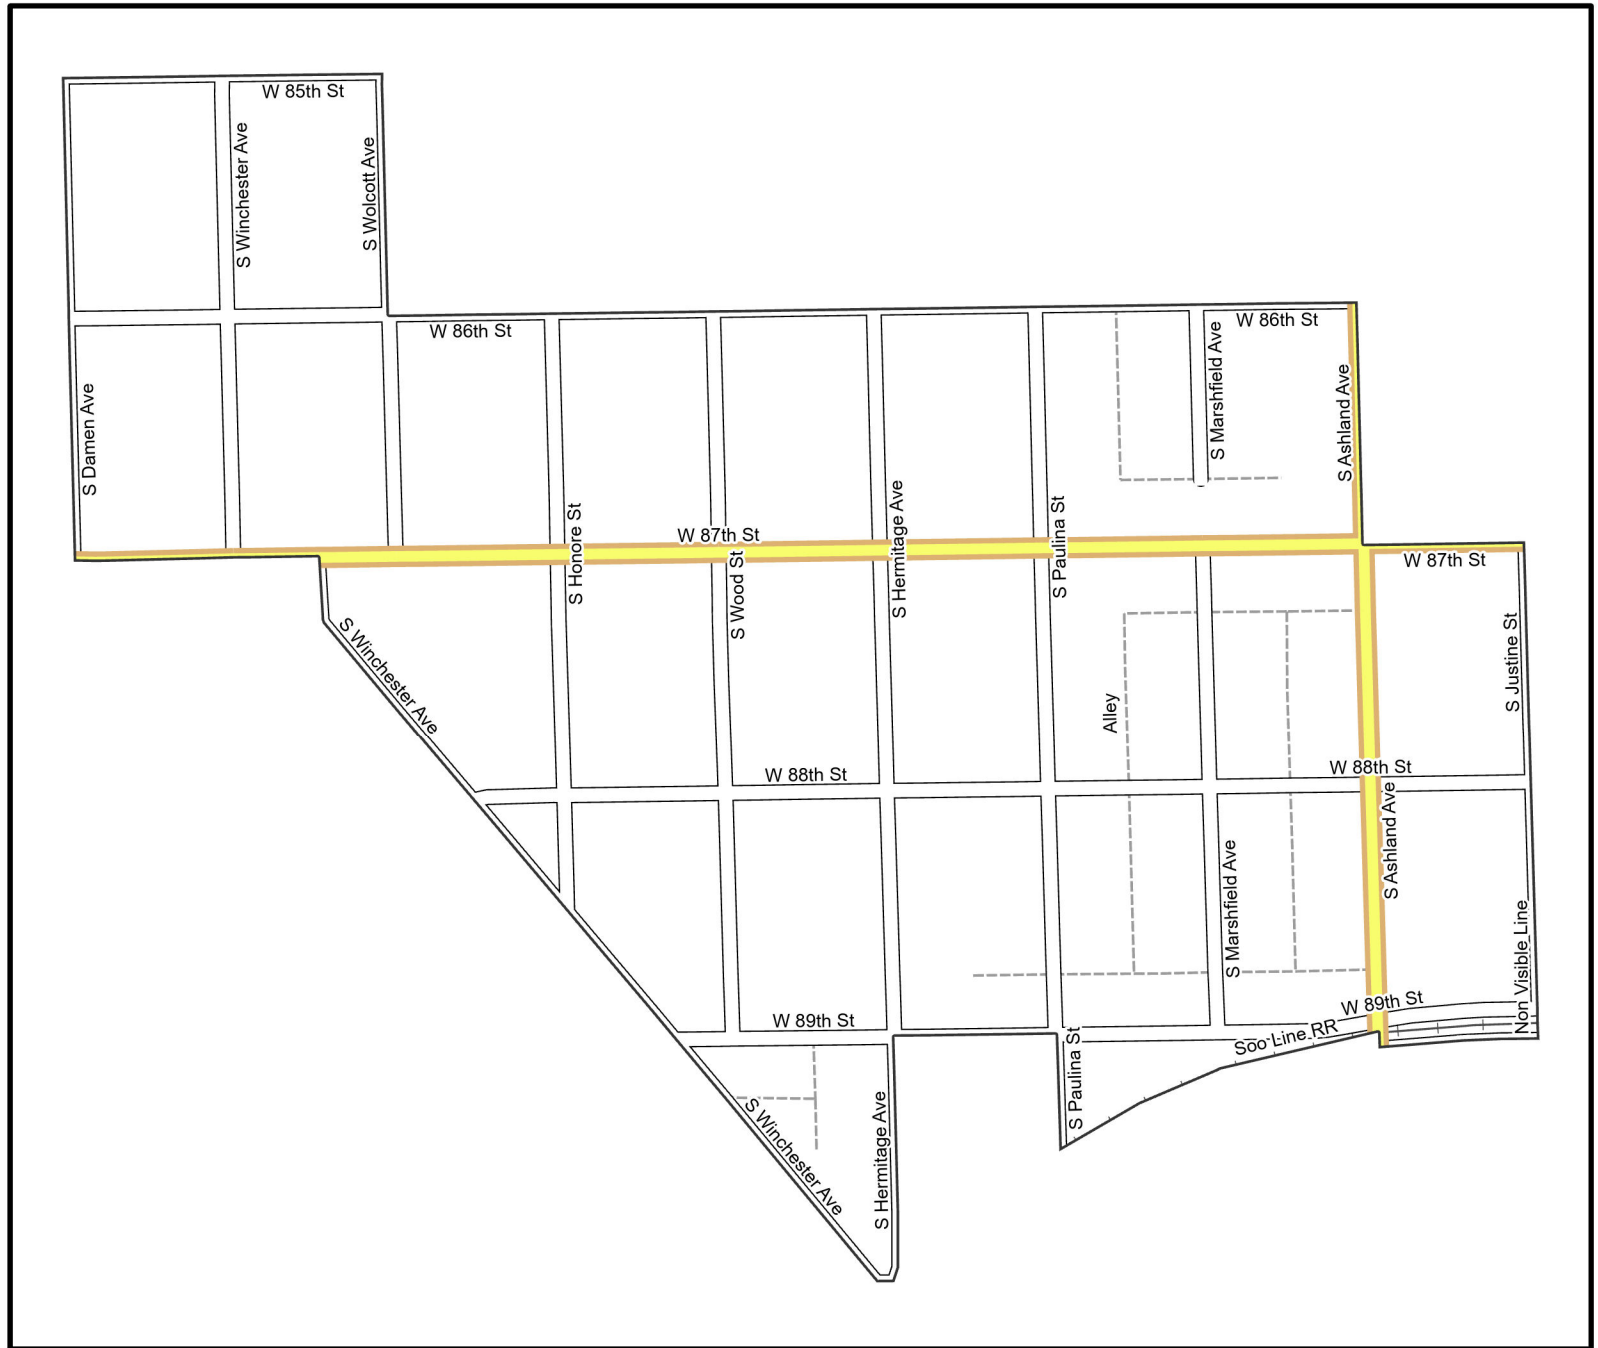 W 85th St
S Winchester Ave
S Wolcott Ave
W 86th St
W 86th St
S Marshfield Ave
S Ashland Ave
S Damen Ave
S Honore St
W 87th St
S Wood St
S Hermitage Ave
S Paulina St
W 87th St
S Winchester Ave
Alley
S Justine St
W 88th St
W 88th St
S Ashland Ave
S Marshfield Ave
Non Visible Line
W 89th St
W 89th St
Soo Line RR
S Paulina St
S Winchester Ave
S Hermitage Ave